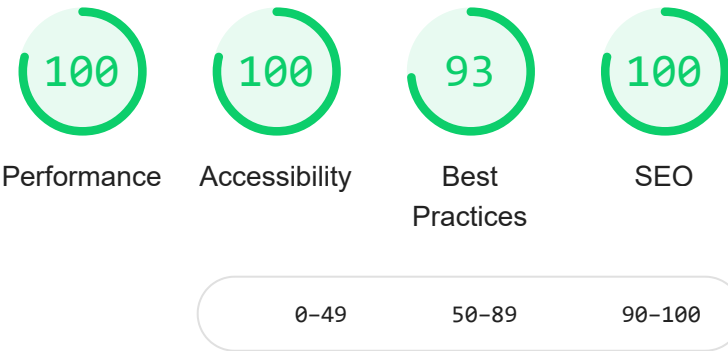 100 100 93 100
Performance Accessibility Best Practices SEO
0–49 50–89 90–100